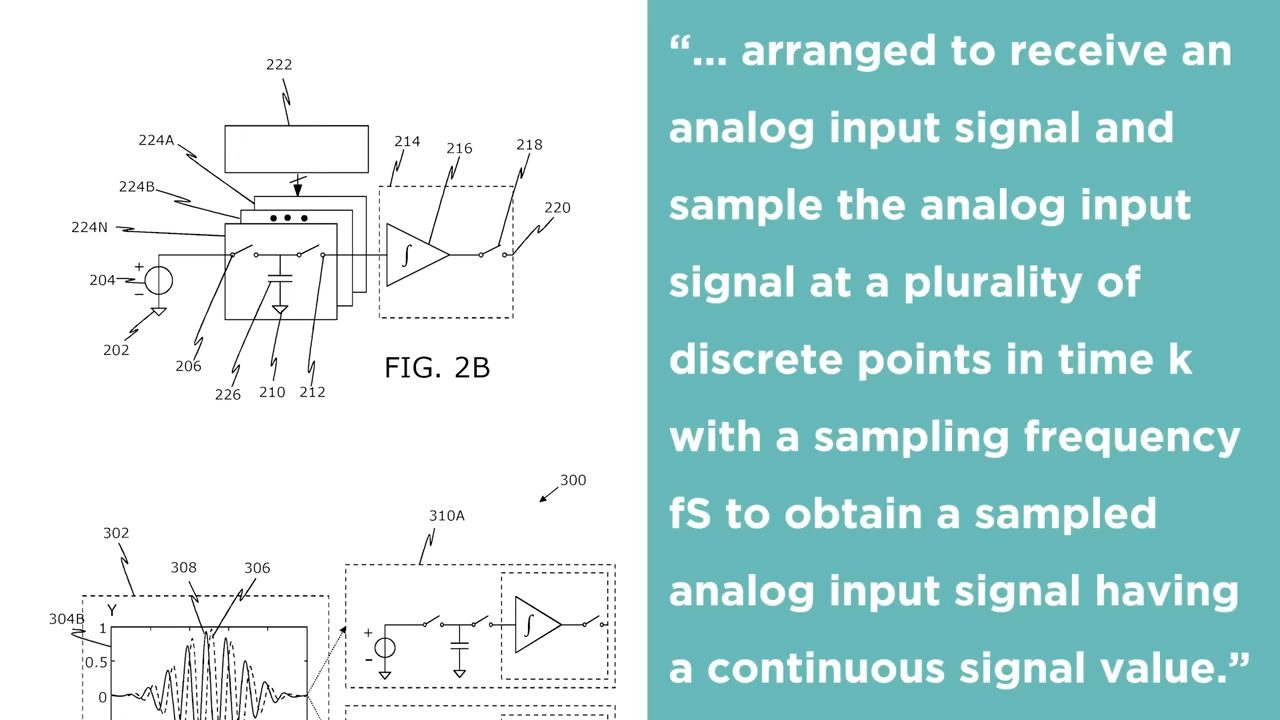 222
224A
214
216
218
224B
220
224N
+
204
−
∫
202
206
226
210
212
FIG. 2B
300
310A
302
308
306
304B
Y
1
0.5
0
+
-
∫
“... arranged to receive an
analog input signal and
sample the analog input
signal at a plurality of
discrete points in time k
with a sampling frequency
fS to obtain a sampled
analog input signal having
a continuous signal value.”